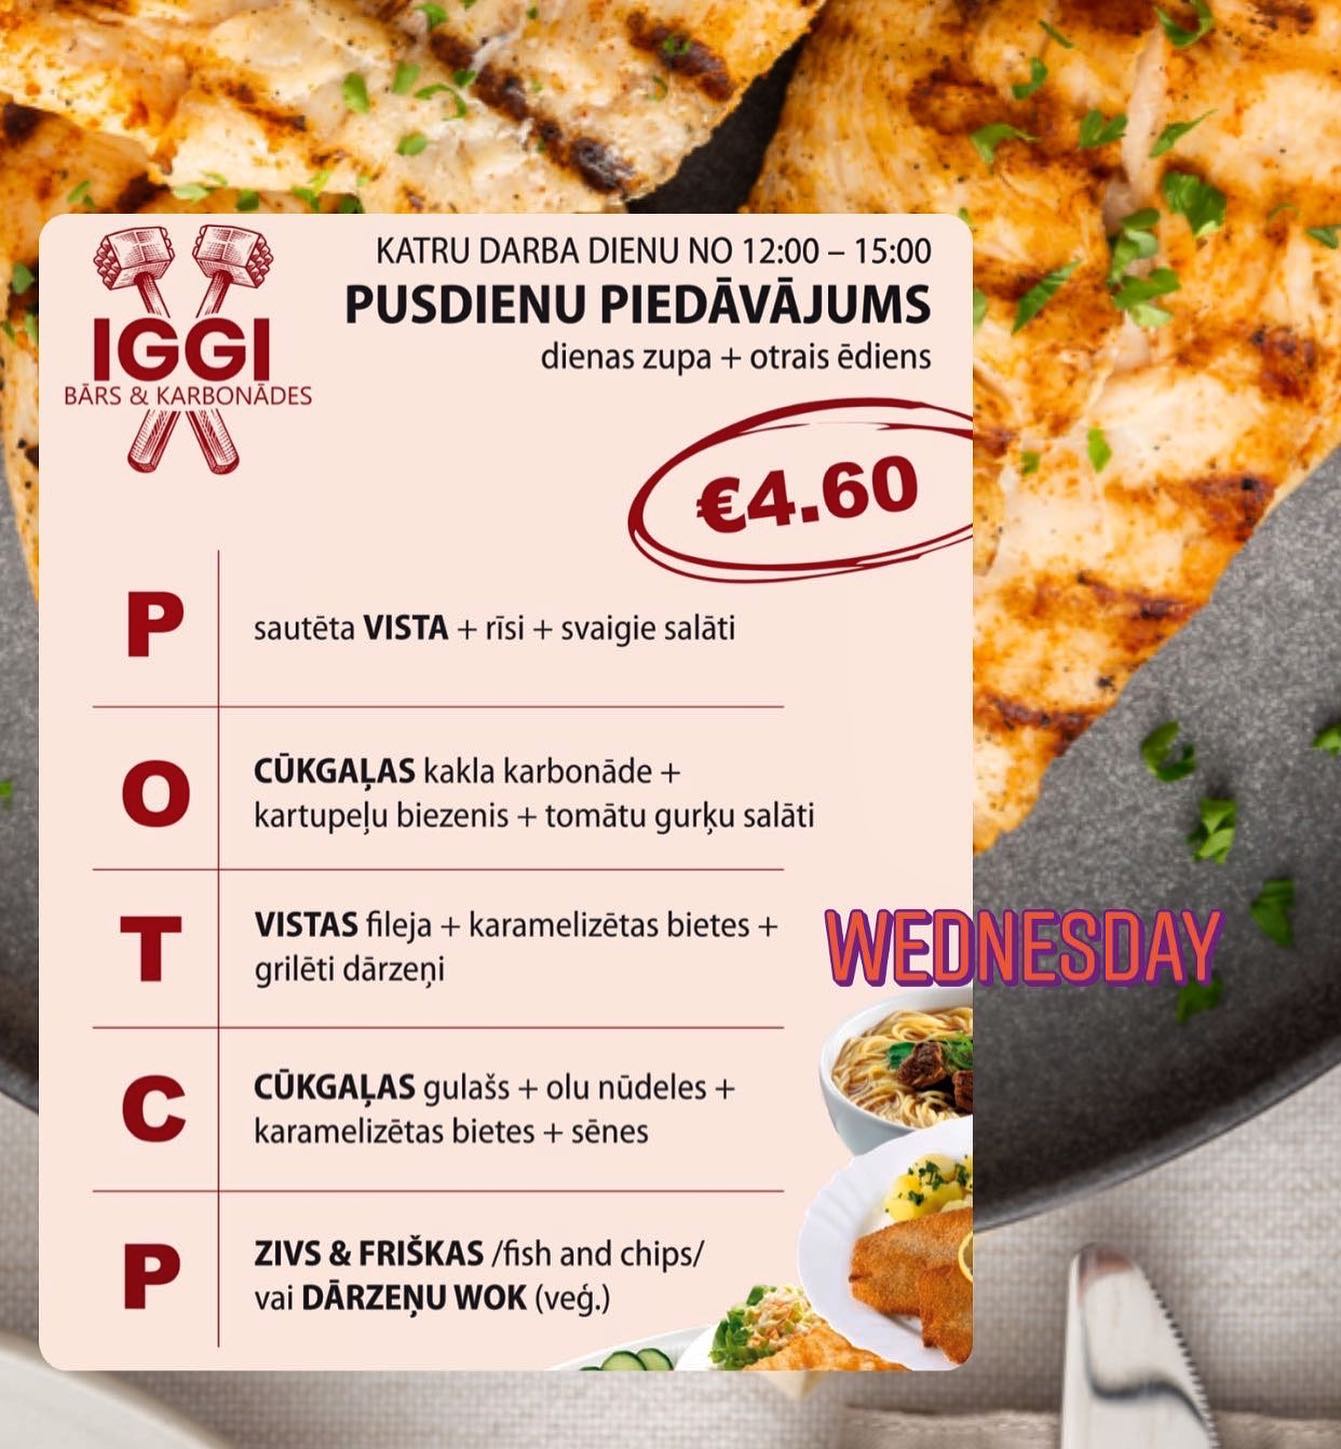 IGGI
BĀRS & KARBONĀDES
KATRU DARBA DIENU NO 12:00 – 15:00
PUSDIENU PIEDĀVĀJUMS
dienas zupa + otrais ēdiens
€4.60
P
sautēta VISTA + rīsi + svaigie salāti
O
CŪKGAĻAS kakla karbonāde +
kartupeļu biezenis + tomātu gurķu salāti
T
VISTAS fileja + karamelizētas bietes +
grilēti dārzeņi
WEDNESDAY
C
CŪKGAĻAS gulašs + olu nūdeles +
karamelizētas bietes + sēnes
P
ZIVS & FRIŠKAS /fish and chips/
vai DĀRZEŅU WOK (veģ.)